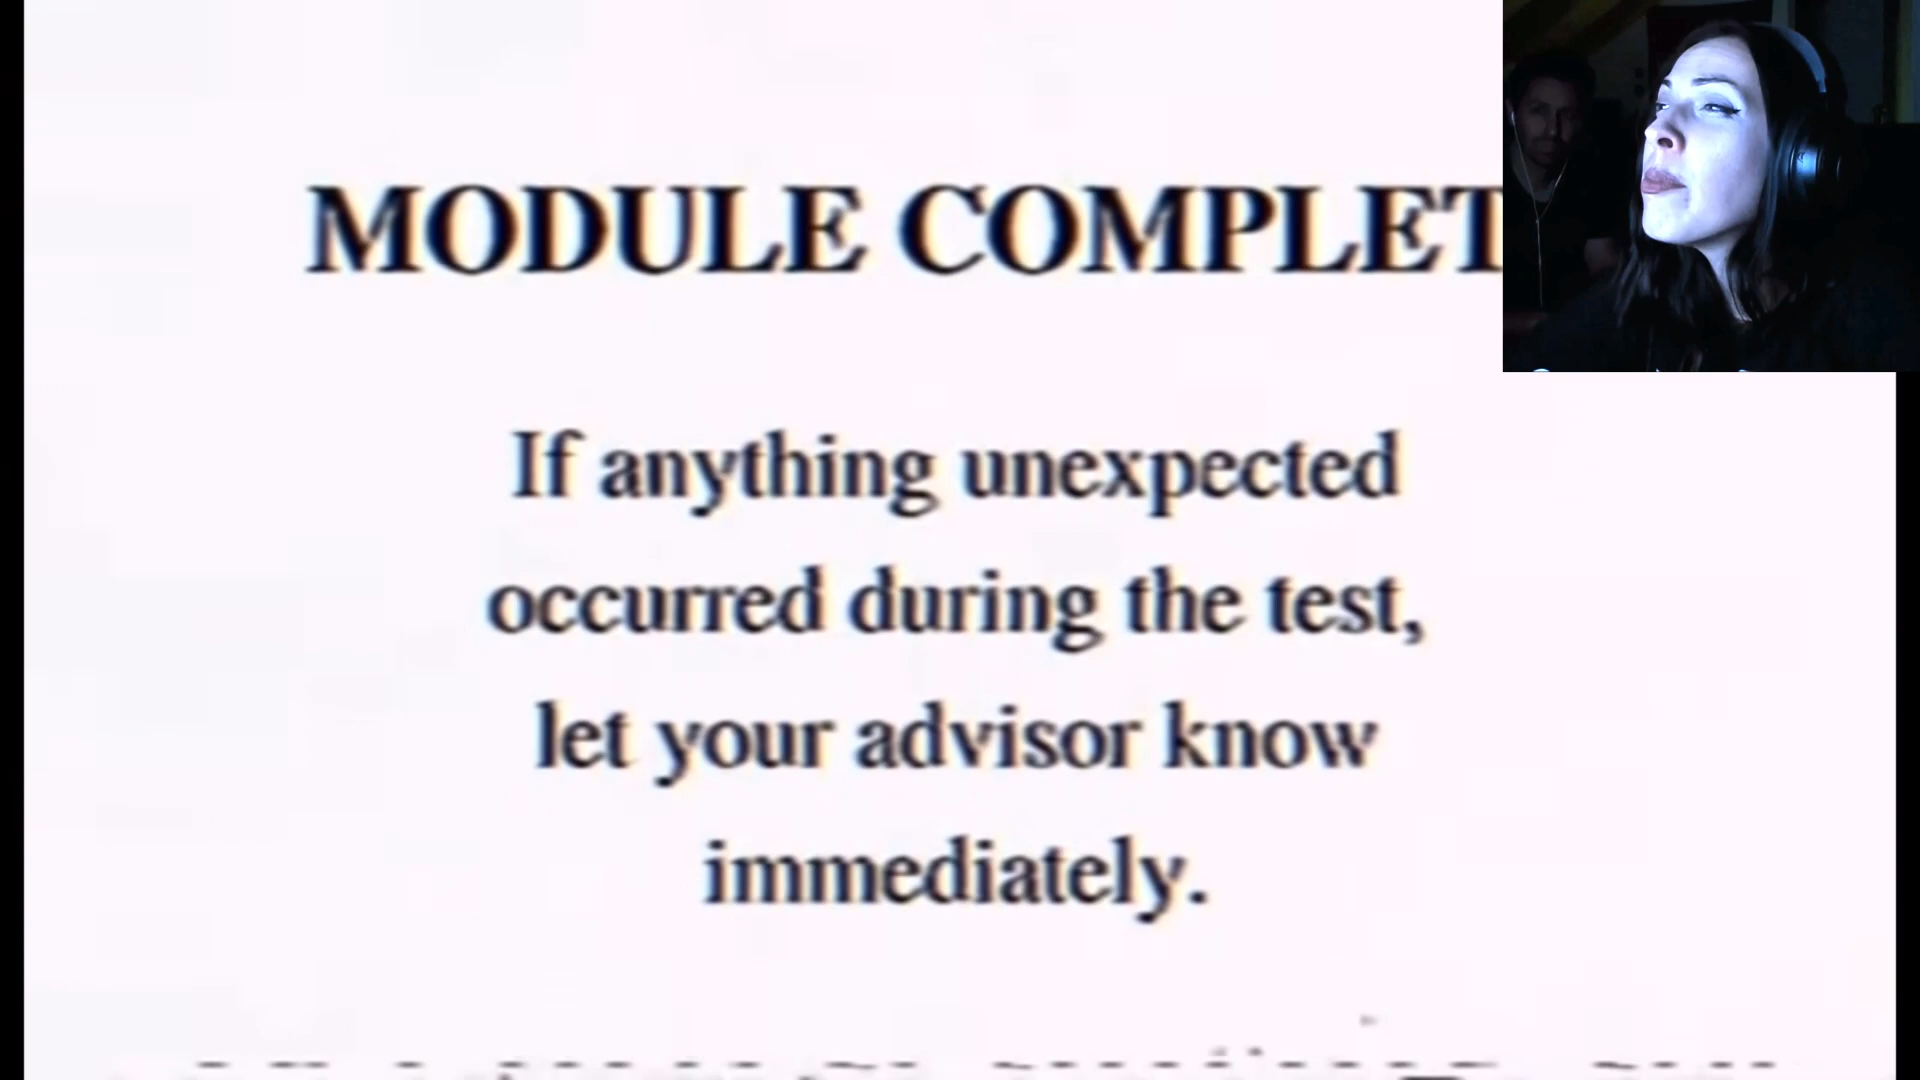 MODULE COMPLET
If anything unexpected
occurred during the test,
let your advisor know
immediately.